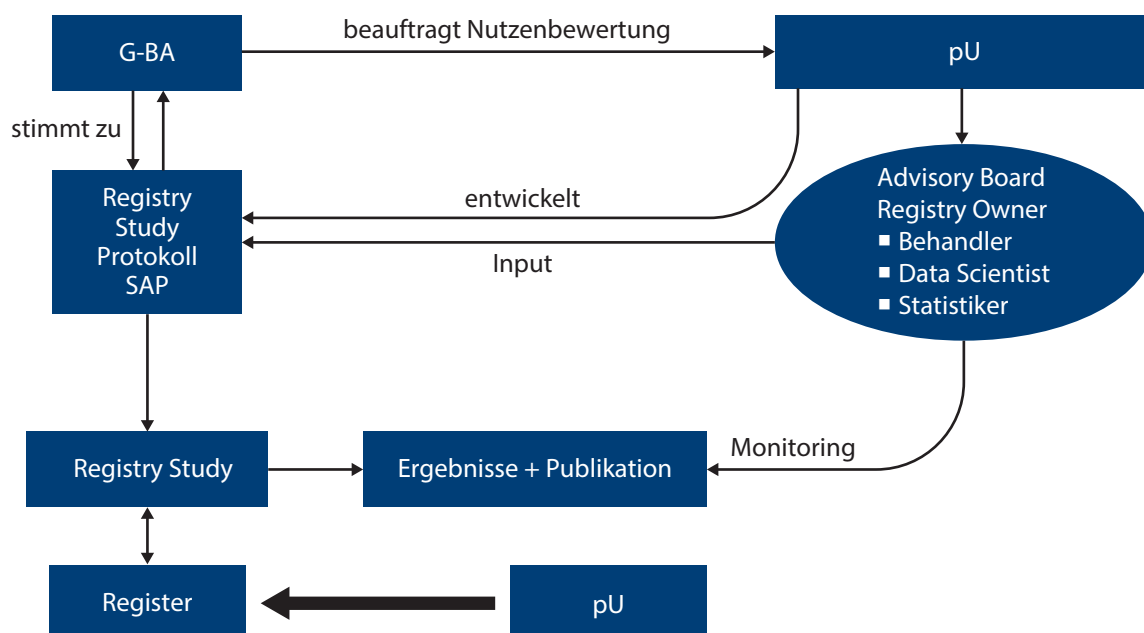 G-BA
beauftragt Nutzenbewertung
pU
stimmt zu
Registry
Study
Protokoll
SAP
entwickelt
Input
Advisory Board
Registry Owner
▪ Behandler
▪ Data Scientist
▪ Statistiker
Registry Study
Ergebnisse + Publikation
Monitoring
Register
pU